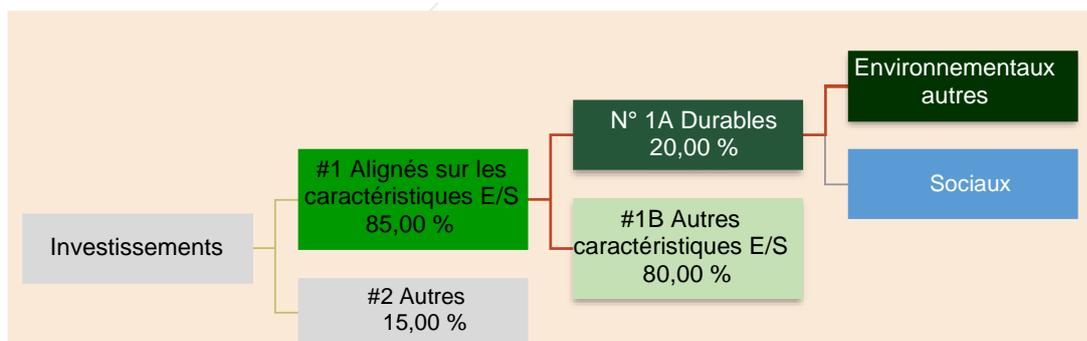 Investissements
#1 Alignés sur les
caractéristiques E/S
85,00 %
#2 Autres
15,00 %
N° 1A Durables
20,00 %
#1B Autres
caractéristiques E/S
80,00 %
Environnementaux
autres
Sociaux